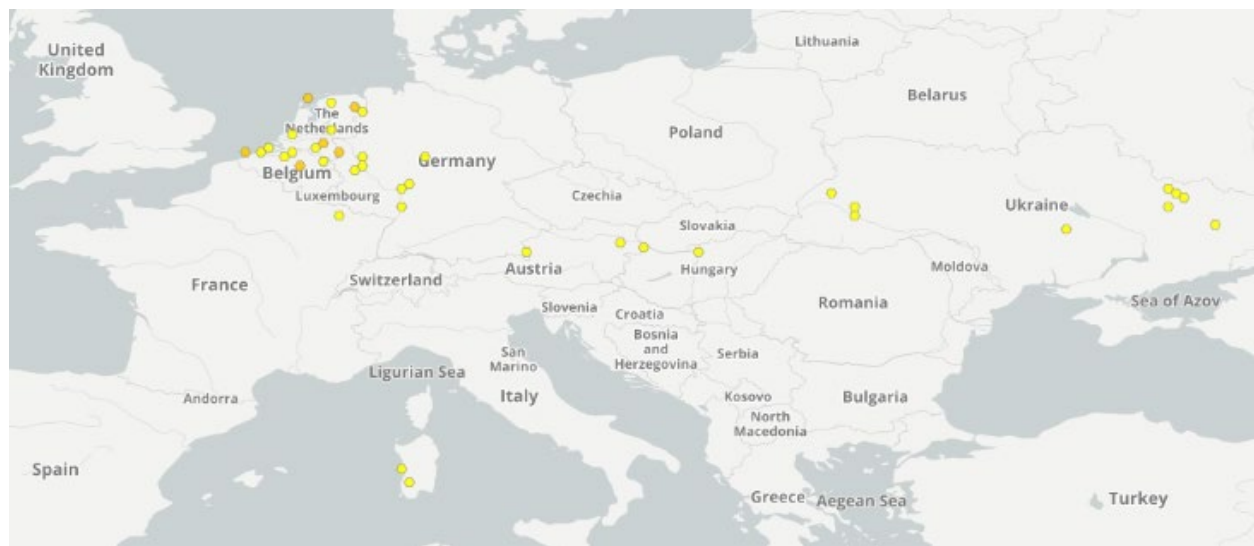 Lithuania
United
Kingdom
Belarus
The
Netherlands
Poland
Germany
Belgium
Luxembourg
Czechia
Ukraine
Slovakia
Austria
Hungary
Moldova
Switzerland
France
Romania
Sea of Azov
Slovenia
Croatia
Bosnia
and
Herzegovina
San
Marino
Serbia
Ligurian Sea
Andorra
Italy
Kosovo
Bulgaria
North
Macedonia
Spain
Greece
Aegean Sea
Turkey